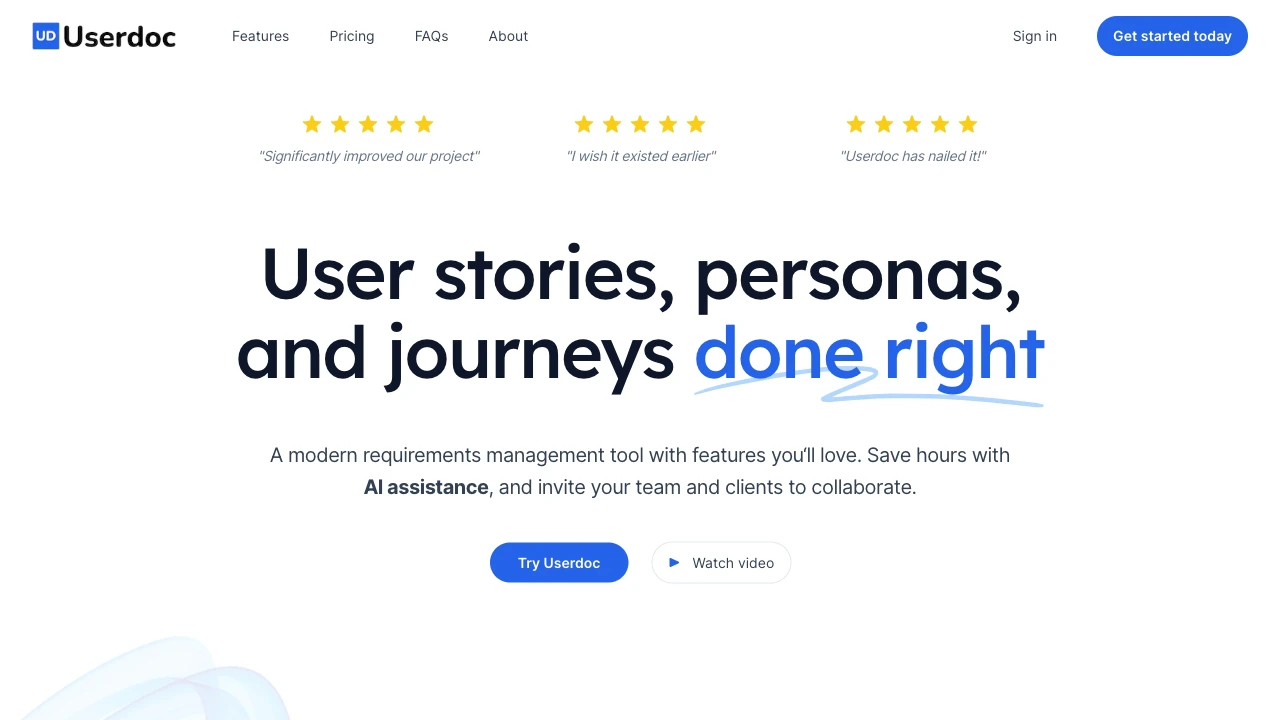 UD Userdoc Features Pricing FAQs About Sign in Get started today
"Significantly improved our project" "I wish it existed earlier" "Userdoc has nailed it!"
User stories, personas,
and journeys done right
A modern requirements management tool with features you‘ll love. Save hours with
AI assistance, and invite your team and clients to collaborate.
Try Userdoc Watch video